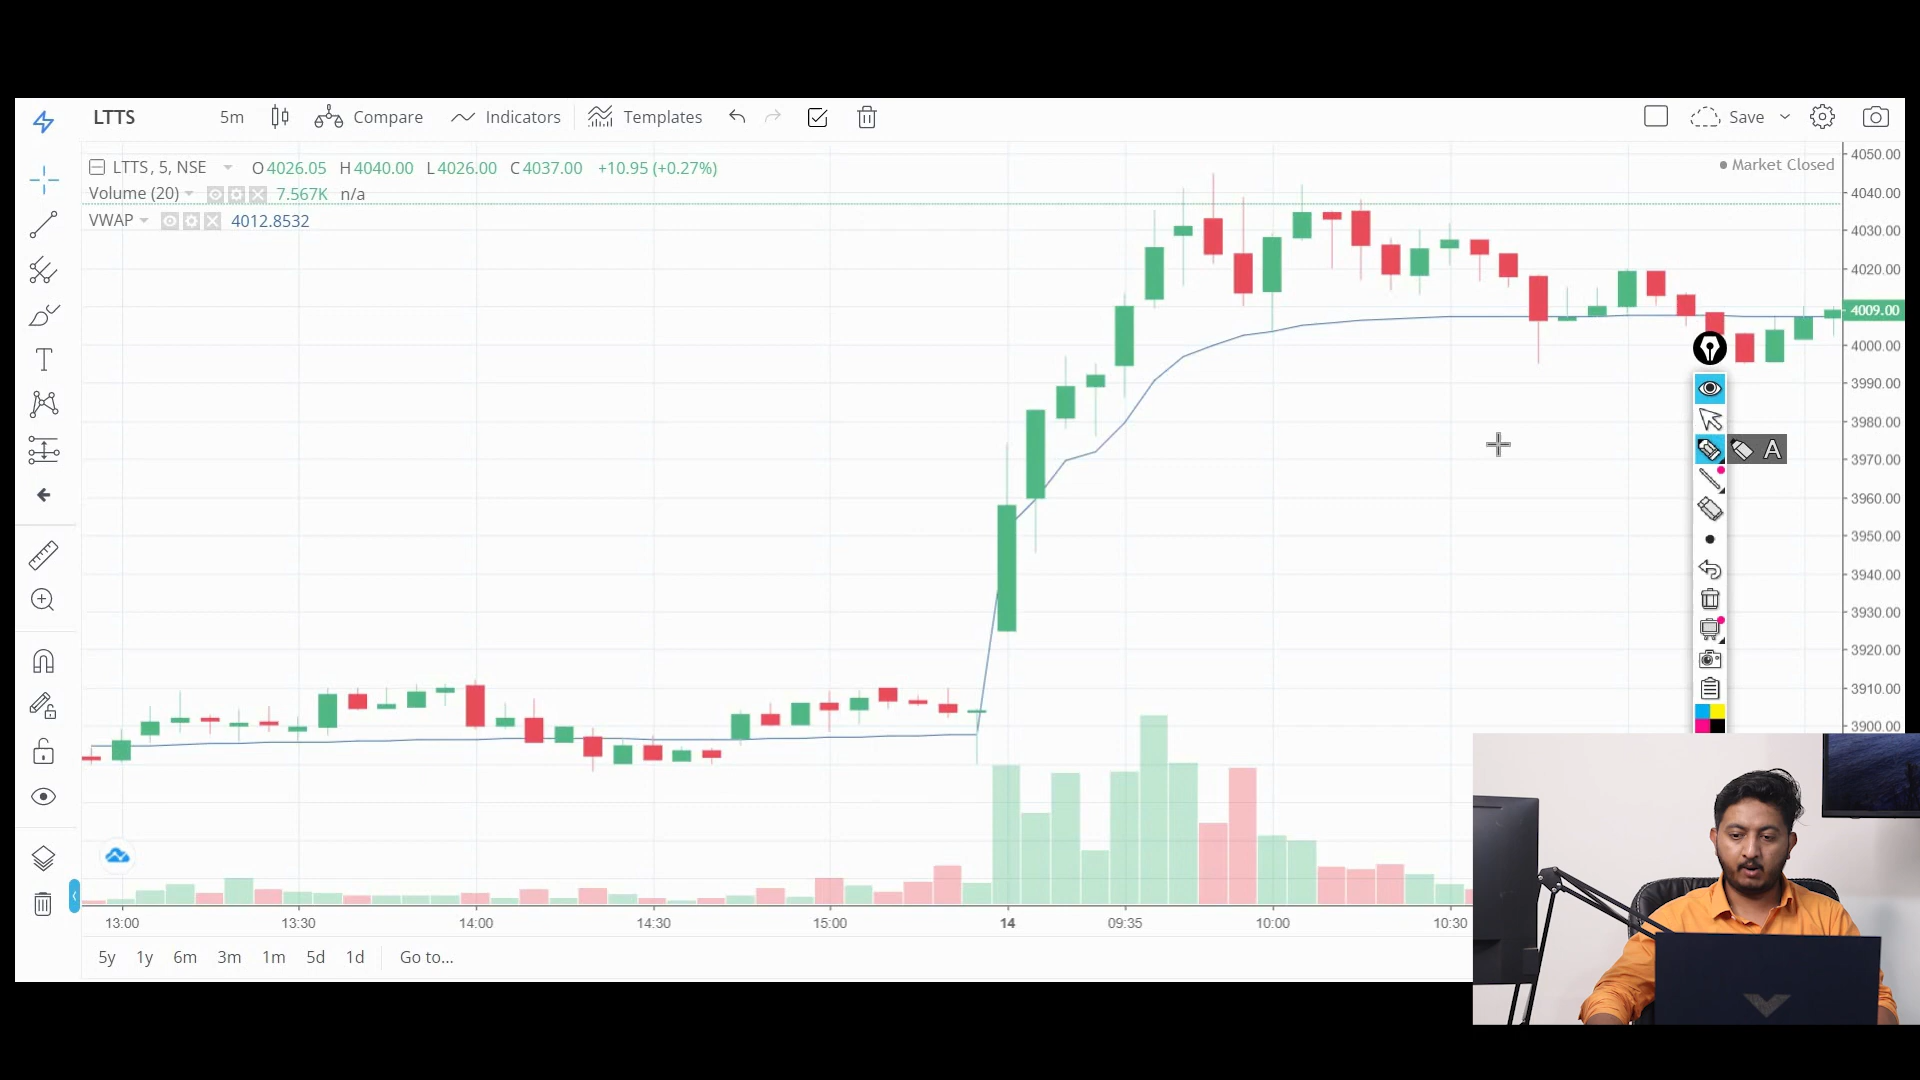 LTTS 5m Compare Indicators Templates Save
LTTS, 5, NSE O4026.05 H4040.00 L4026.00 C4037.00 +10.95 (+0.27%)
Market Closed
Volume (20) 7.567K n/a
VWAP 4012.8532
4050.00
4040.00
4030.00
4020.00
4009.00
4000.00
3990.00
3980.00
3970.00
3960.00
3950.00
3940.00
3930.00
3920.00
3910.00
3900.00
T
A
13:00 13:30 14:00 14:30 15:00 14 09:35 10:00 10:30
5y 1y 6m 3m 1m 5d 1d Go to...